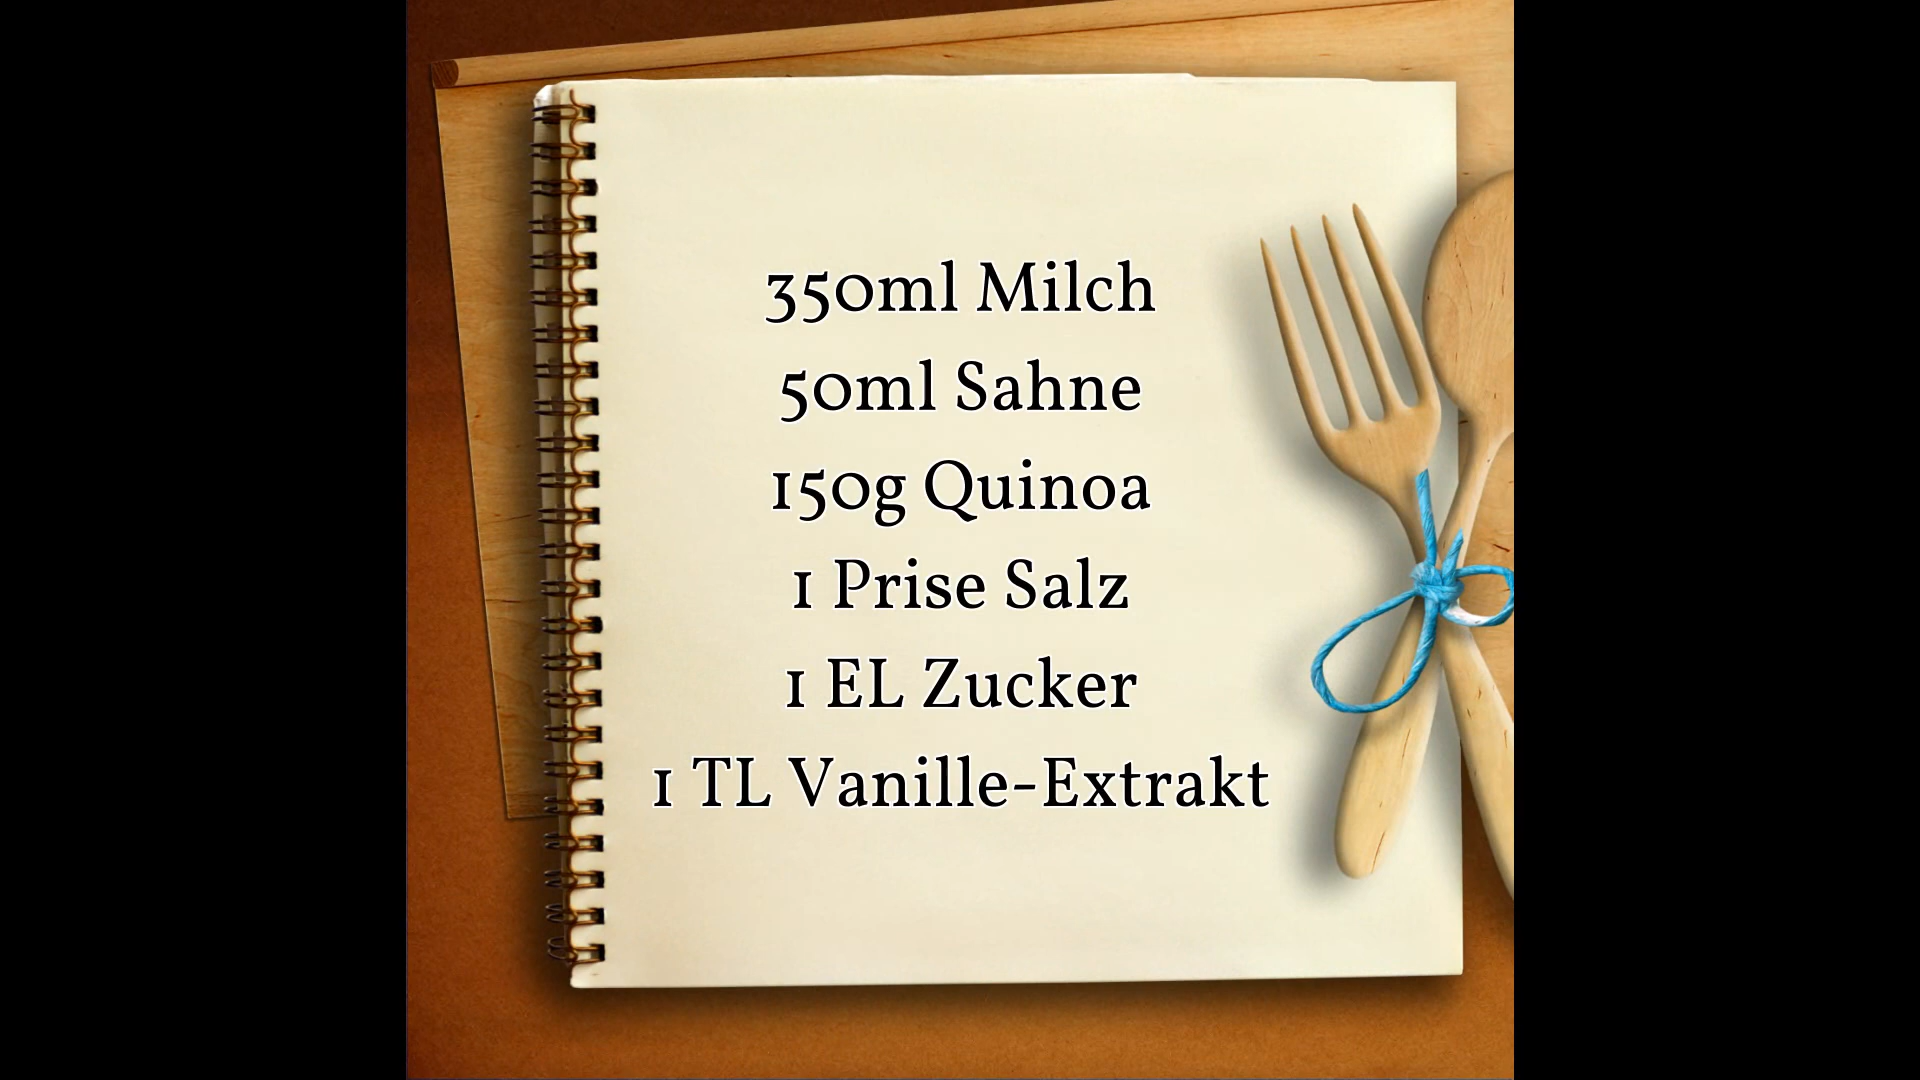 350ml Milch
50ml Sahne
150g Quinoa
1 Prise Salz
1 EL Zucker
1 TL Vanille-Extrakt